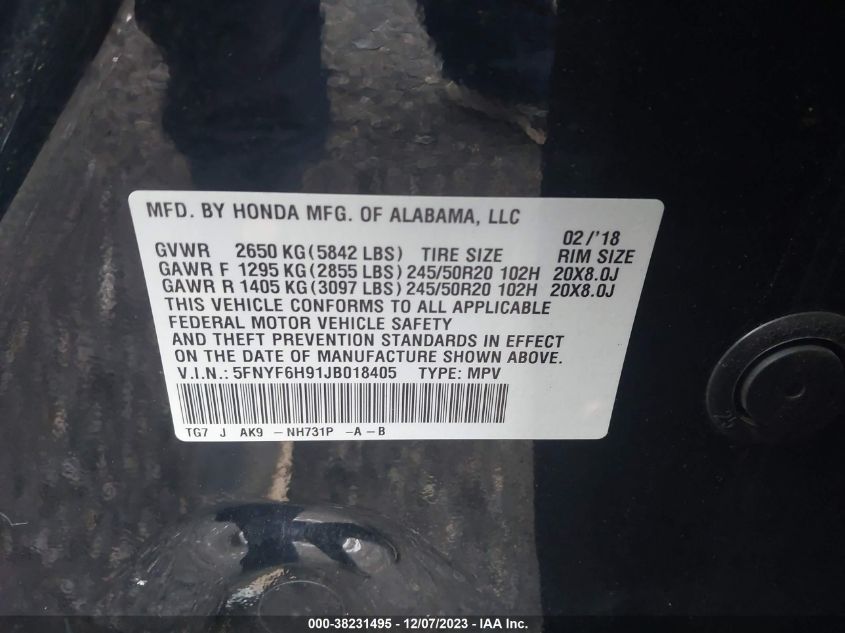 MFD. BY HONDA MFG. OF ALABAMA, LLC
02/'18
GVWR 2650 KG(5842 LBS) TIRE SIZE RIM SIZE
GAWR F 1295 KG(2855 LBS) 245/50R20 102H 20X8.0J
GAWR R 1405 KG(3097 LBS) 245/50R20 102H 20X8.0J
THIS VEHICLE CONFORMS TO ALL APPLICABLE
FEDERAL MOTOR VEHICLE SAFETY
AND THEFT PREVENTION STANDARDS IN EFFECT
ON THE DATE OF MANUFACTURE SHOWN ABOVE.
V.I.N.: 5FNYF6H91JB018405 TYPE: MPV
TG7 J AK9 -NH731P -A-B
000-38231495 - 12/07/2023 - IAA Inc.